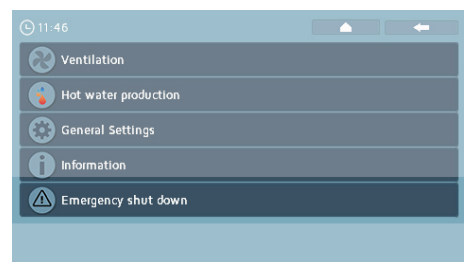 11:46
Ventilation
Hot water production
General Settings
Information
Emergency shut down